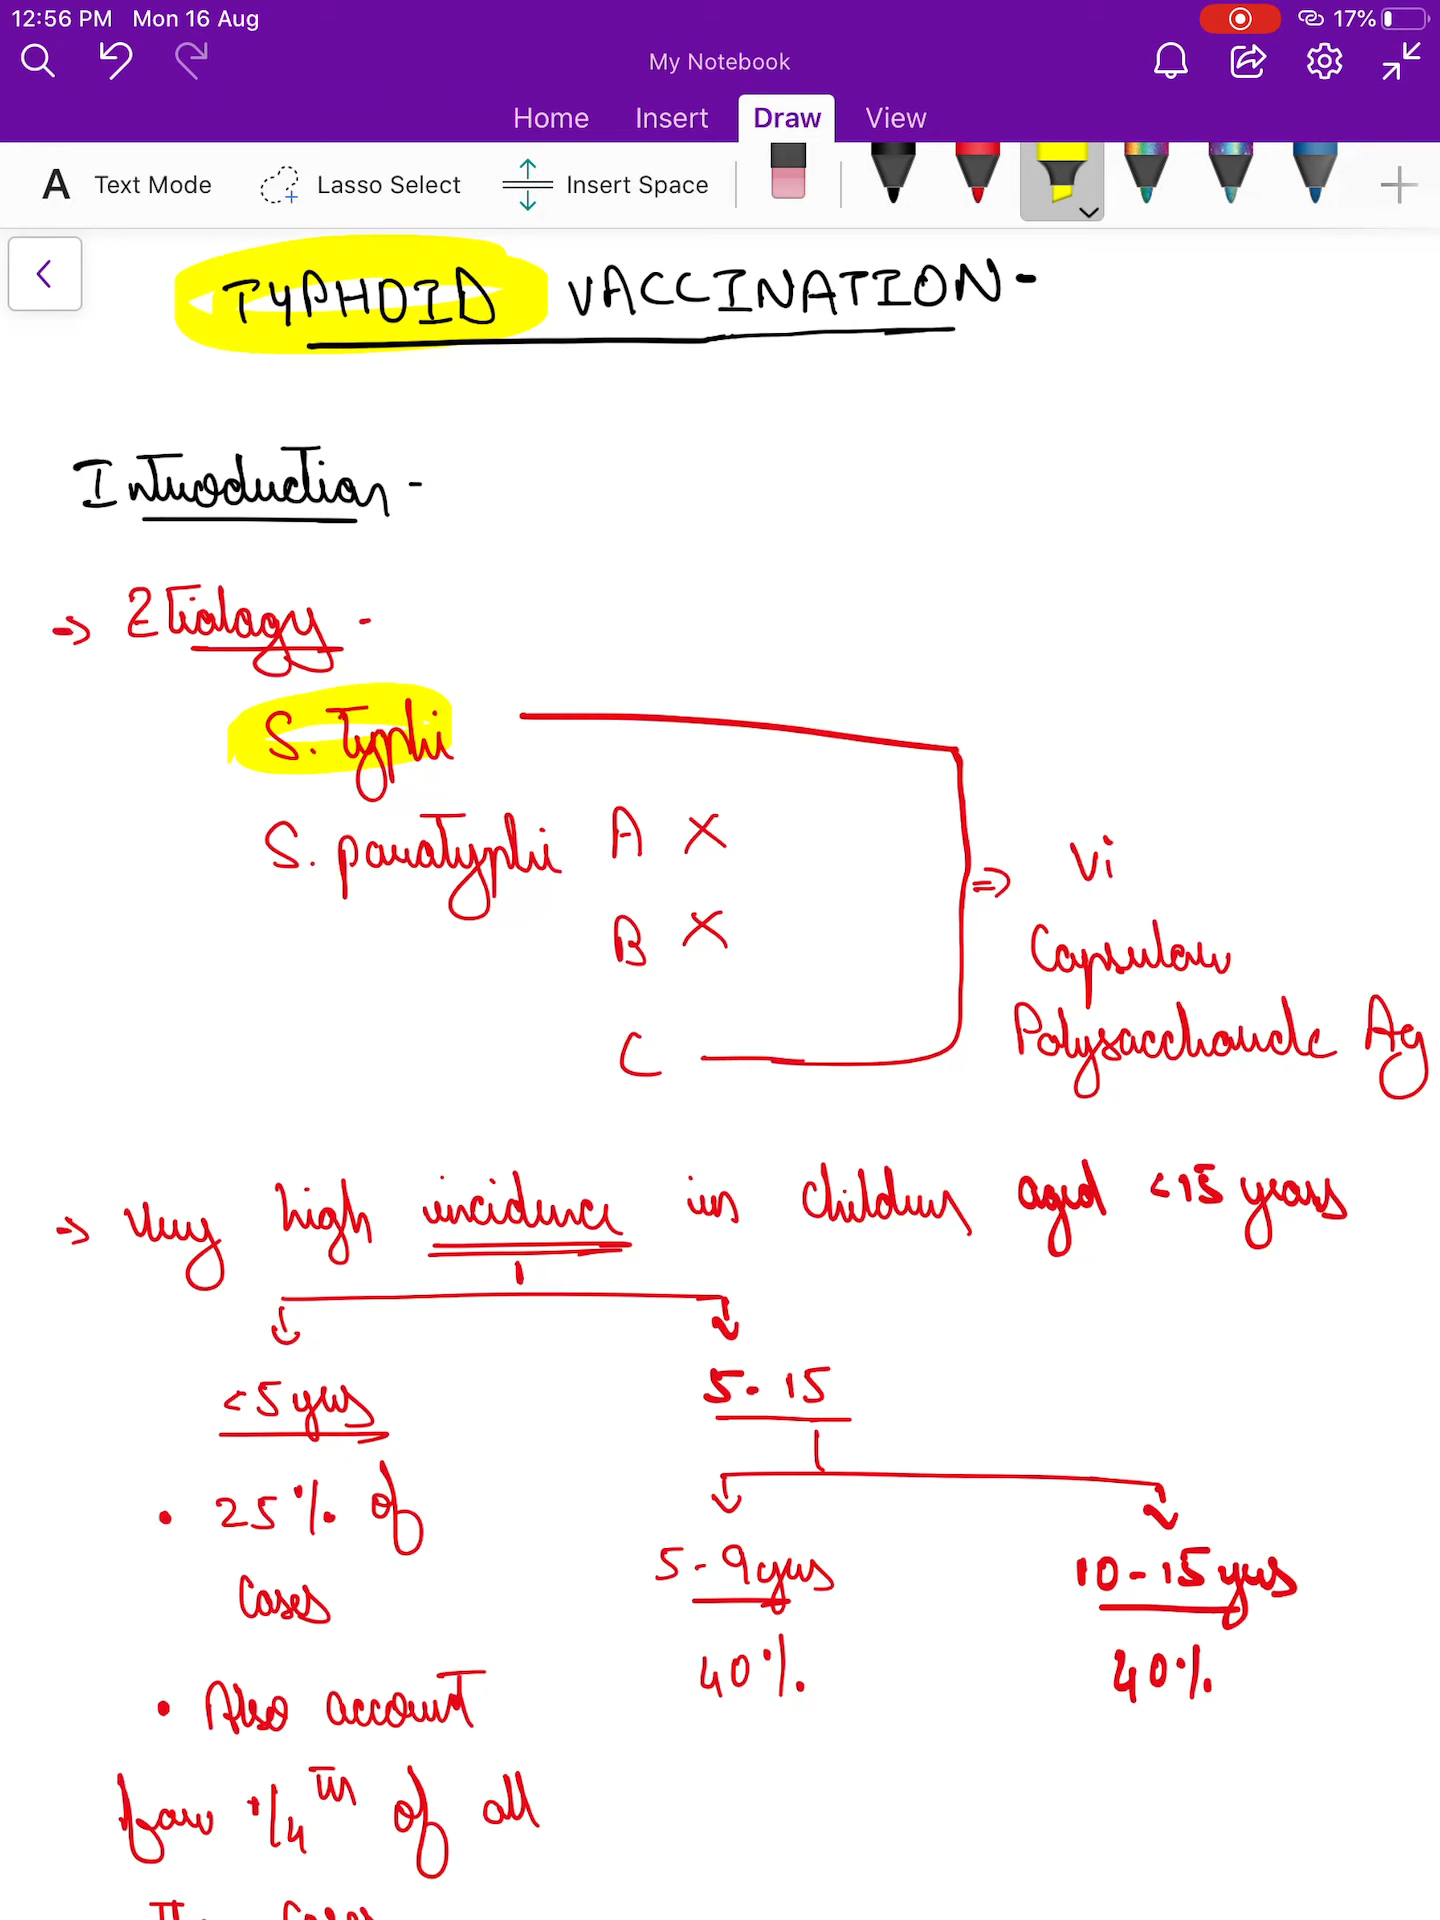 12:56 PM Mon 16 Aug 17%
My Notebook
Home Insert Draw View
A Text Mode Lasso Select Insert Space
TYPHOID VACCINATION-
Introduction -
⇒ Etiology -
S. Typhi
S. paratyphi A X
B X
C
⇒ Vi
Capsular
Polysaccharide Ag
⇒ Very high incidence in children aged <15 years
<5 yrs 5-15
• 25% of
Cases
5-9 yrs 10-15 yrs
40% 40%
• Also account
for 1/4th of all
The Cases